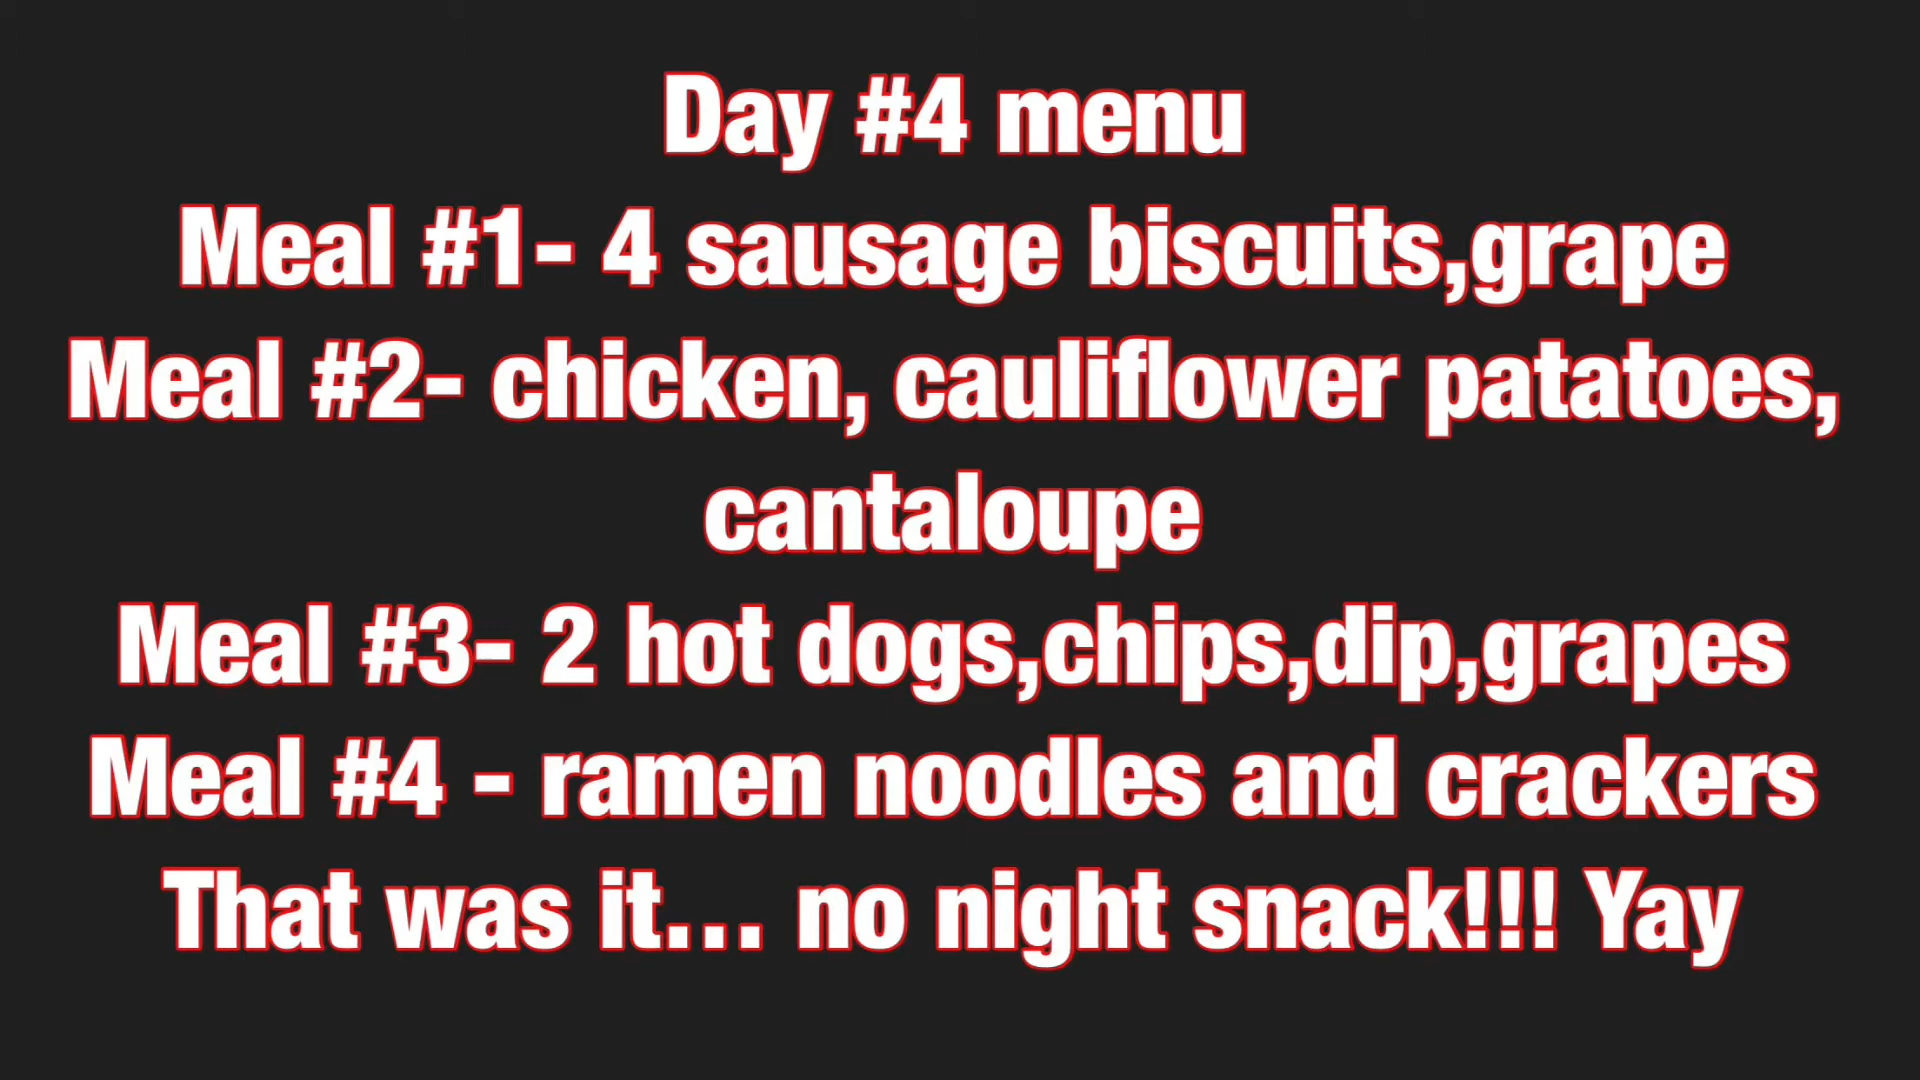 Day #4 menu
Meal #1- 4 sausage biscuits,grape
Meal #2- chicken, cauliflower patatoes,
cantaloupe
Meal #3- 2 hot dogs,chips,dip,grapes
Meal #4 - ramen noodles and crackers
That was it... no night snack!!! Yay